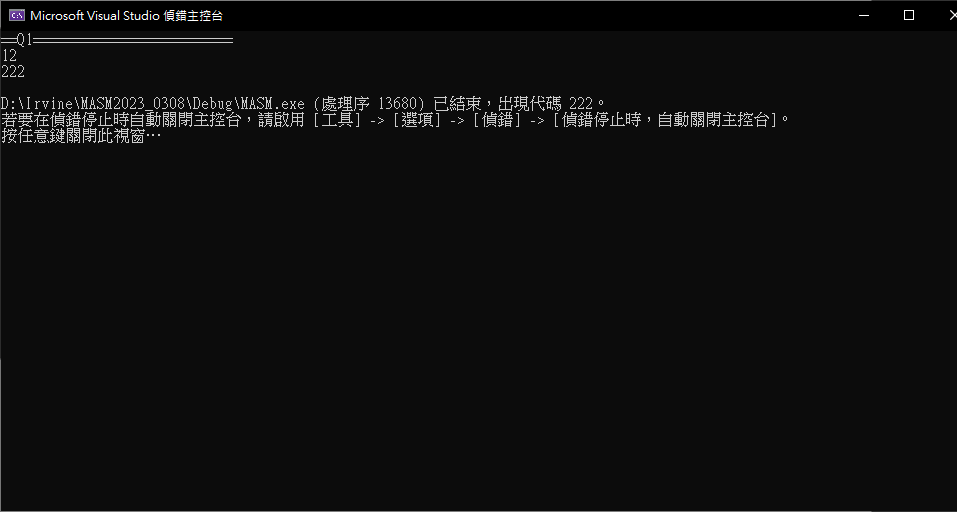 Microsoft Visual Studio 偵錯主控台
==Q1=========================
12
222
D:\Irvine\MASM2023_0308\Debug\MASM.exe (處理序 13680) 已結束，出現代碼 222。
若要在偵錯停止時自動關閉主控台，請啟用 [工具] -> [選項] -> [偵錯] -> [偵錯停止時，自動關閉主控台]。
按任意鍵關閉此視窗…